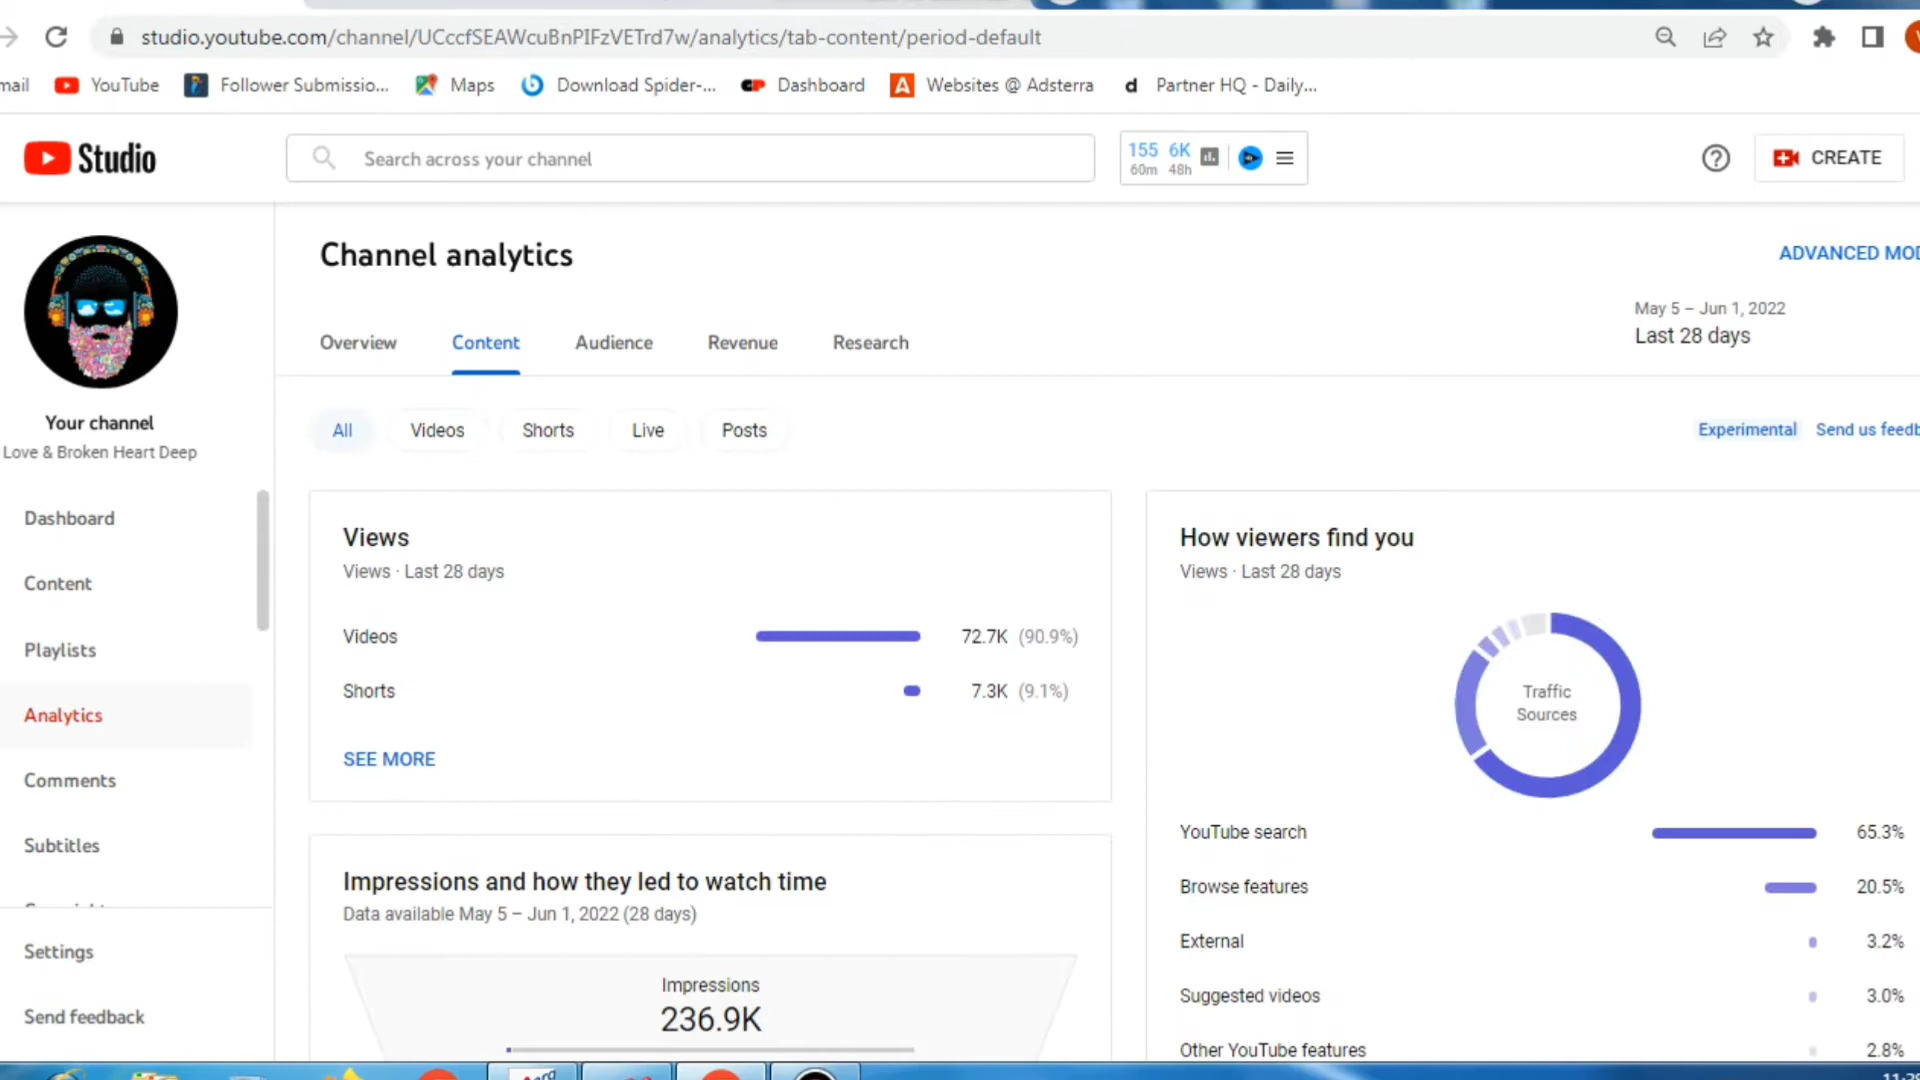 studio.youtube.com/channel/UCccfSEAWcuBnPIFzVETrd7w/analytics/tab-content/period-default
mail YouTube Follower Submissio... Maps Download Spider-... Dashboard Websites @ Adsterra Partner HQ - Daily...
Studio
Search across your channel
155 6K
60m 48h
CREATE
Channel analytics
ADVANCED MOD
May 5 – Jun 1, 2022
Last 28 days
Overview Content Audience Revenue Research
Your channel
Love & Broken Heart Deep
All Videos Shorts Live Posts
Experimental Send us feedb
Dashboard
Content
Playlists
Analytics
Comments
Subtitles
Settings
Send feedback
Views
Views · Last 28 days
Videos 72.7K (90.9%)
Shorts 7.3K (9.1%)
SEE MORE
Impressions and how they led to watch time
Data available May 5 – Jun 1, 2022 (28 days)
Impressions
236.9K
How viewers find you
Views · Last 28 days
Traffic
Sources
YouTube search 65.3%
Browse features 20.5%
External 3.2%
Suggested videos 3.0%
Other YouTube features 2.8%